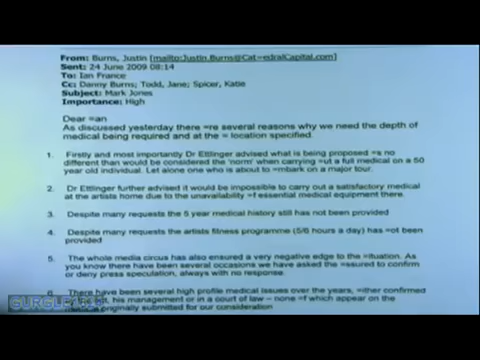 From: Burns, Justin [mailto:Justin.Burns@Cat=edralCapital.com]
Sent: 24 June 2009 08:14
To: Ian France
Cc: Danny Burns; Todd, Jane; Spicer, Katie
Subject: Mark Jones
Importance: High
Dear =an
As discussed yesterday there =re several reasons why we need the depth of
medical being required and at the = location specified.
1. Firstly and most importantly Dr Ettlinger advised what is being proposed =s no
different than would be considered the 'norm' when carrying =ut a full medical on a 50
year old individual. Let alone one who is about to =mbark on a major tour.
2. Dr Ettlinger further advised it would be impossible to carry out a satisfactory medical
at the artists home due to the unavailability =f essential medical equipment there.
3. Despite many requests the 5 year medical history still has not been provided
4. Despite many requests the artists fitness programme (5/6 hours a day) has =ot been
provided
5. The whole media circus has also ensured a very negative edge to the =ituation. As
you know there have been several occasions we have asked the =ssured to confirm
or deny press speculation, always with no response.
6. There have been several high profile medical issues over the years, =ither confirmed
his management or in a court of law – none =f which appear on the
originally submitted for our consideration